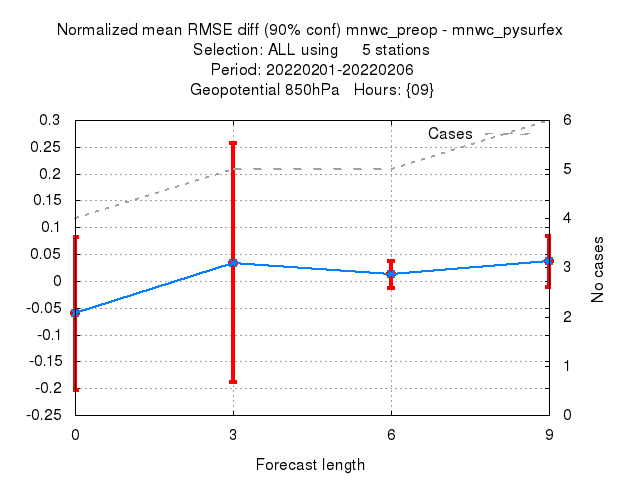 Normalized mean RMSE diff (90% conf) mnwc_preop - mnwc_pysurfex
Selection: ALL using 5 stations
Period: 20220201-20220206
Geopotential 850hPa Hours: {09}
Cases
0.3
0.25
0.2
0.15
0.1
0.05
0
-0.05
-0.1
-0.15
-0.2
-0.25
6
5
4
3
2
1
0
No cases
0 3 6 9
Forecast length